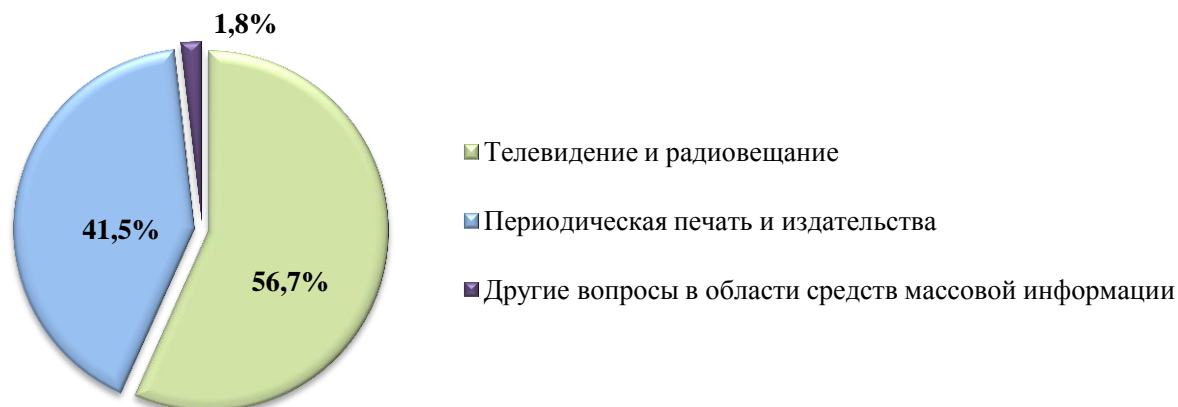 1,8%
41,5%
56,7%
Телевидение и радиовещание
Периодическая печать и издательства
Другие вопросы в области средств массовой информации